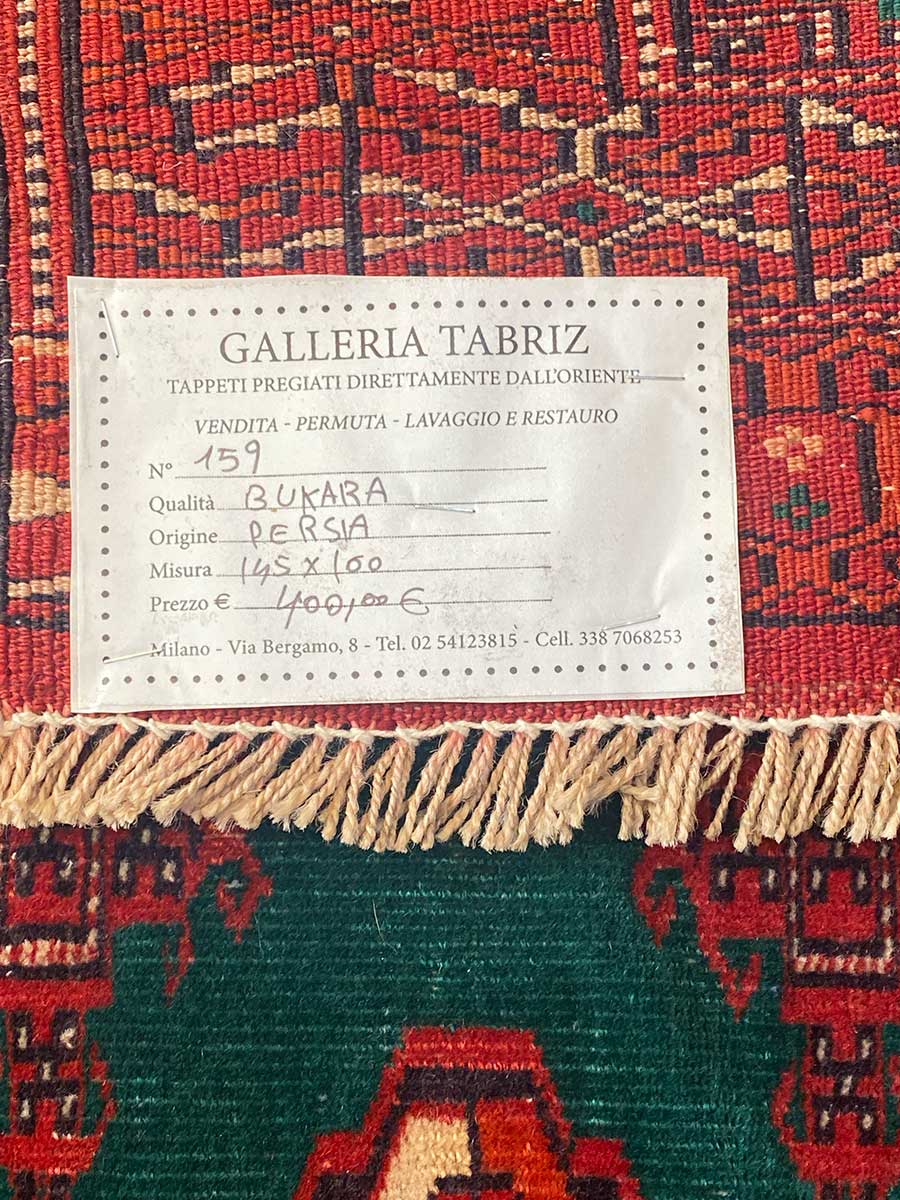 GALLERIA TABRIZ
TAPPETI PREGIATI DIRETTAMENTE DALL'ORIENTE
VENDITA - PERMUTA - LAVAGGIO E RESTAURO
N° 159
Qualità BUKARA
Origine PERSIA
Misura 145 x 100
Prezzo € 400,00 €
Milano - Via Bergamo, 8 - Tel. 02 54123815 - Cell. 338 7068253